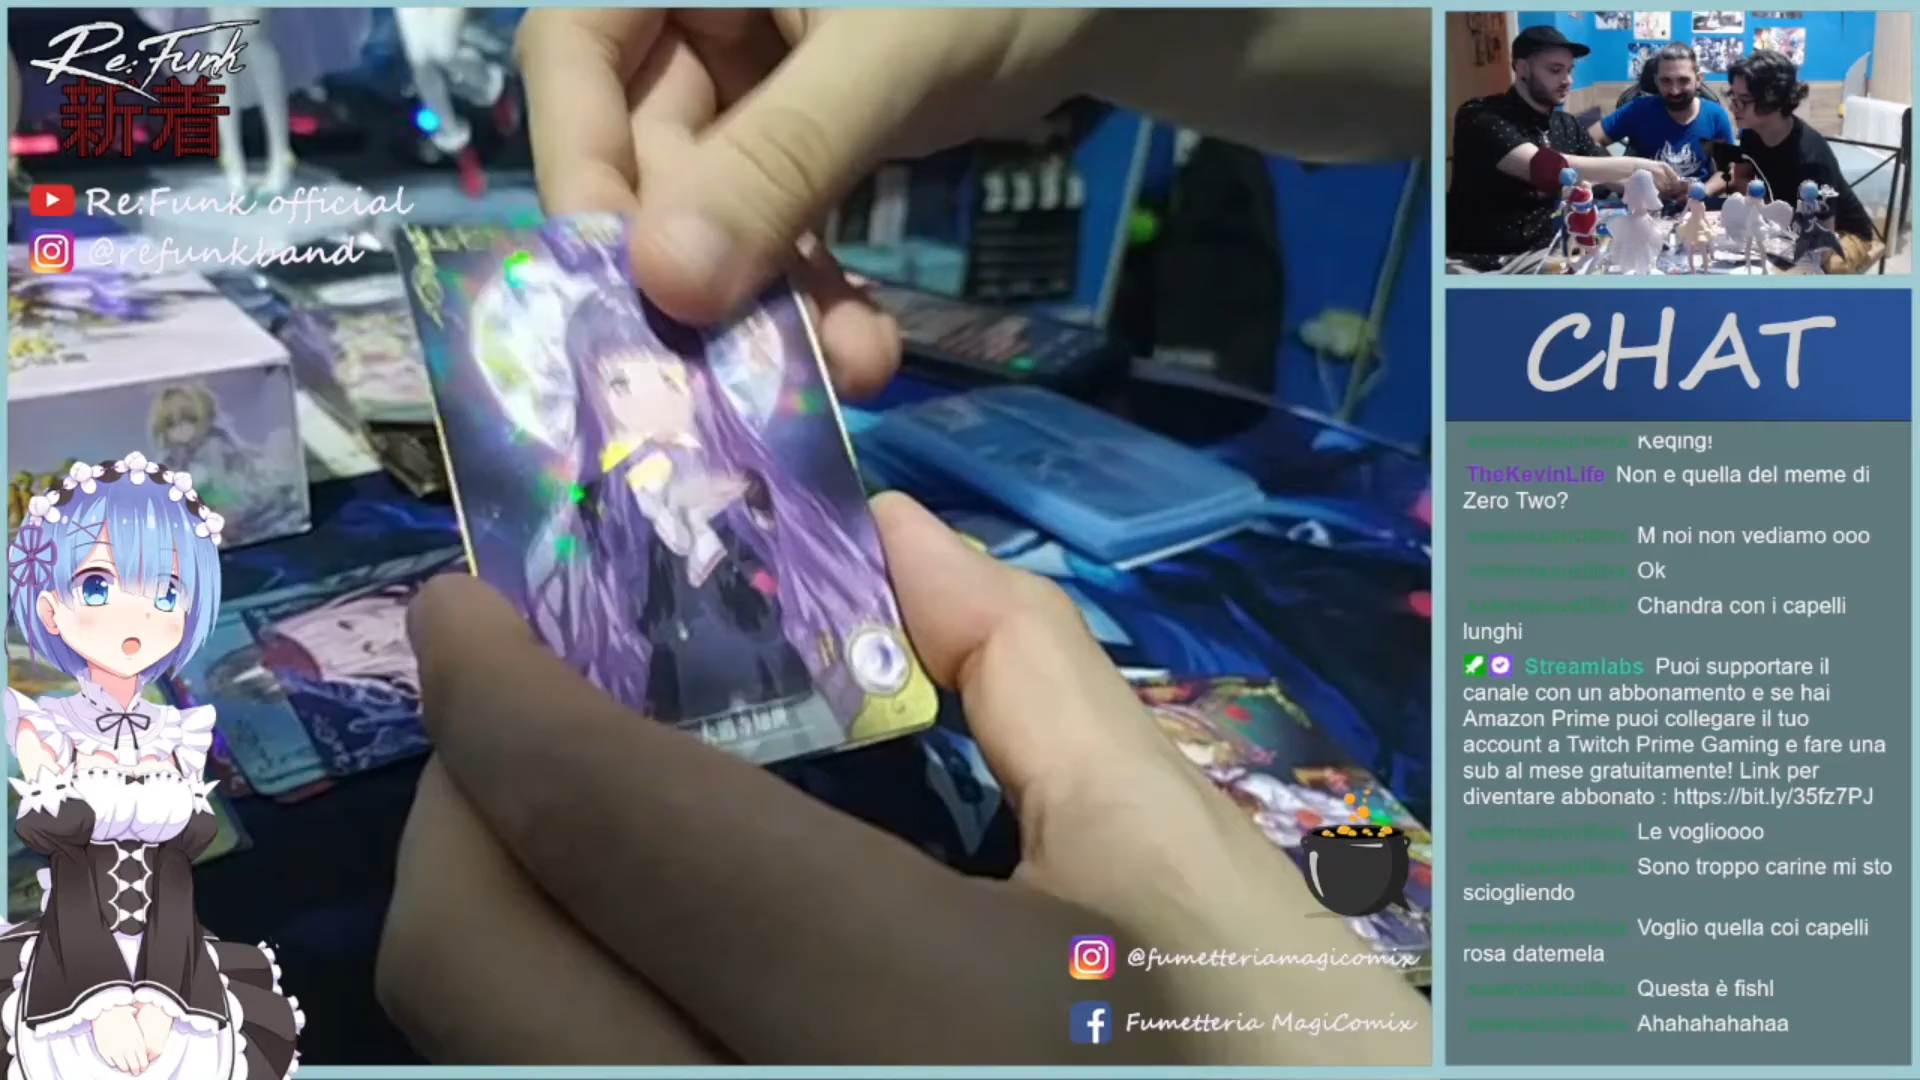 Re:Funk
新着
Re:Funk official
@refunkband
CHAT
Keqing!
TheKevinLife Non e quella del meme di
Zero Two?
M noi non vediamo ooo
Ok
Chandra con i capelli
lunghi
Streamlabs Puoi supportare il
canale con un abbonamento e se hai
Amazon Prime puoi collegare il tuo
account a Twitch Prime Gaming e fare una
sub al mese gratuitamente! Link per
diventare abbonato : https://bit.ly/35fz7PJ
Le voglioooo
Sono troppo carine mi sto
sciogliendo
Voglio quella coi capelli
rosa datemela
Questa è fishl
Ahahahahahaa
@fumetteriamagicomix
Fumetteria MagiComix